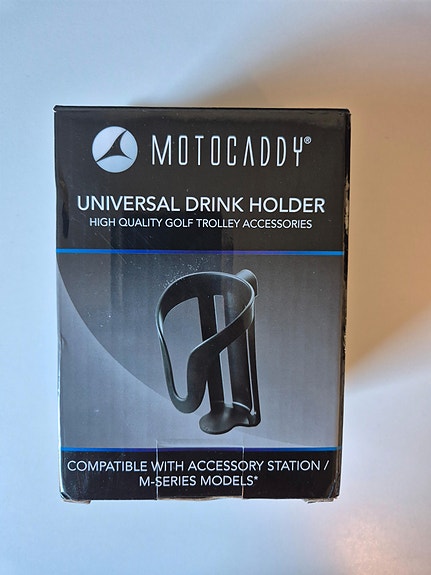 MOTOCADDY®
UNIVERSAL DRINK HOLDER
HIGH QUALITY GOLF TROLLEY ACCESSORIES
COMPATIBLE WITH ACCESSORY STATION /
M-SERIES MODELS*